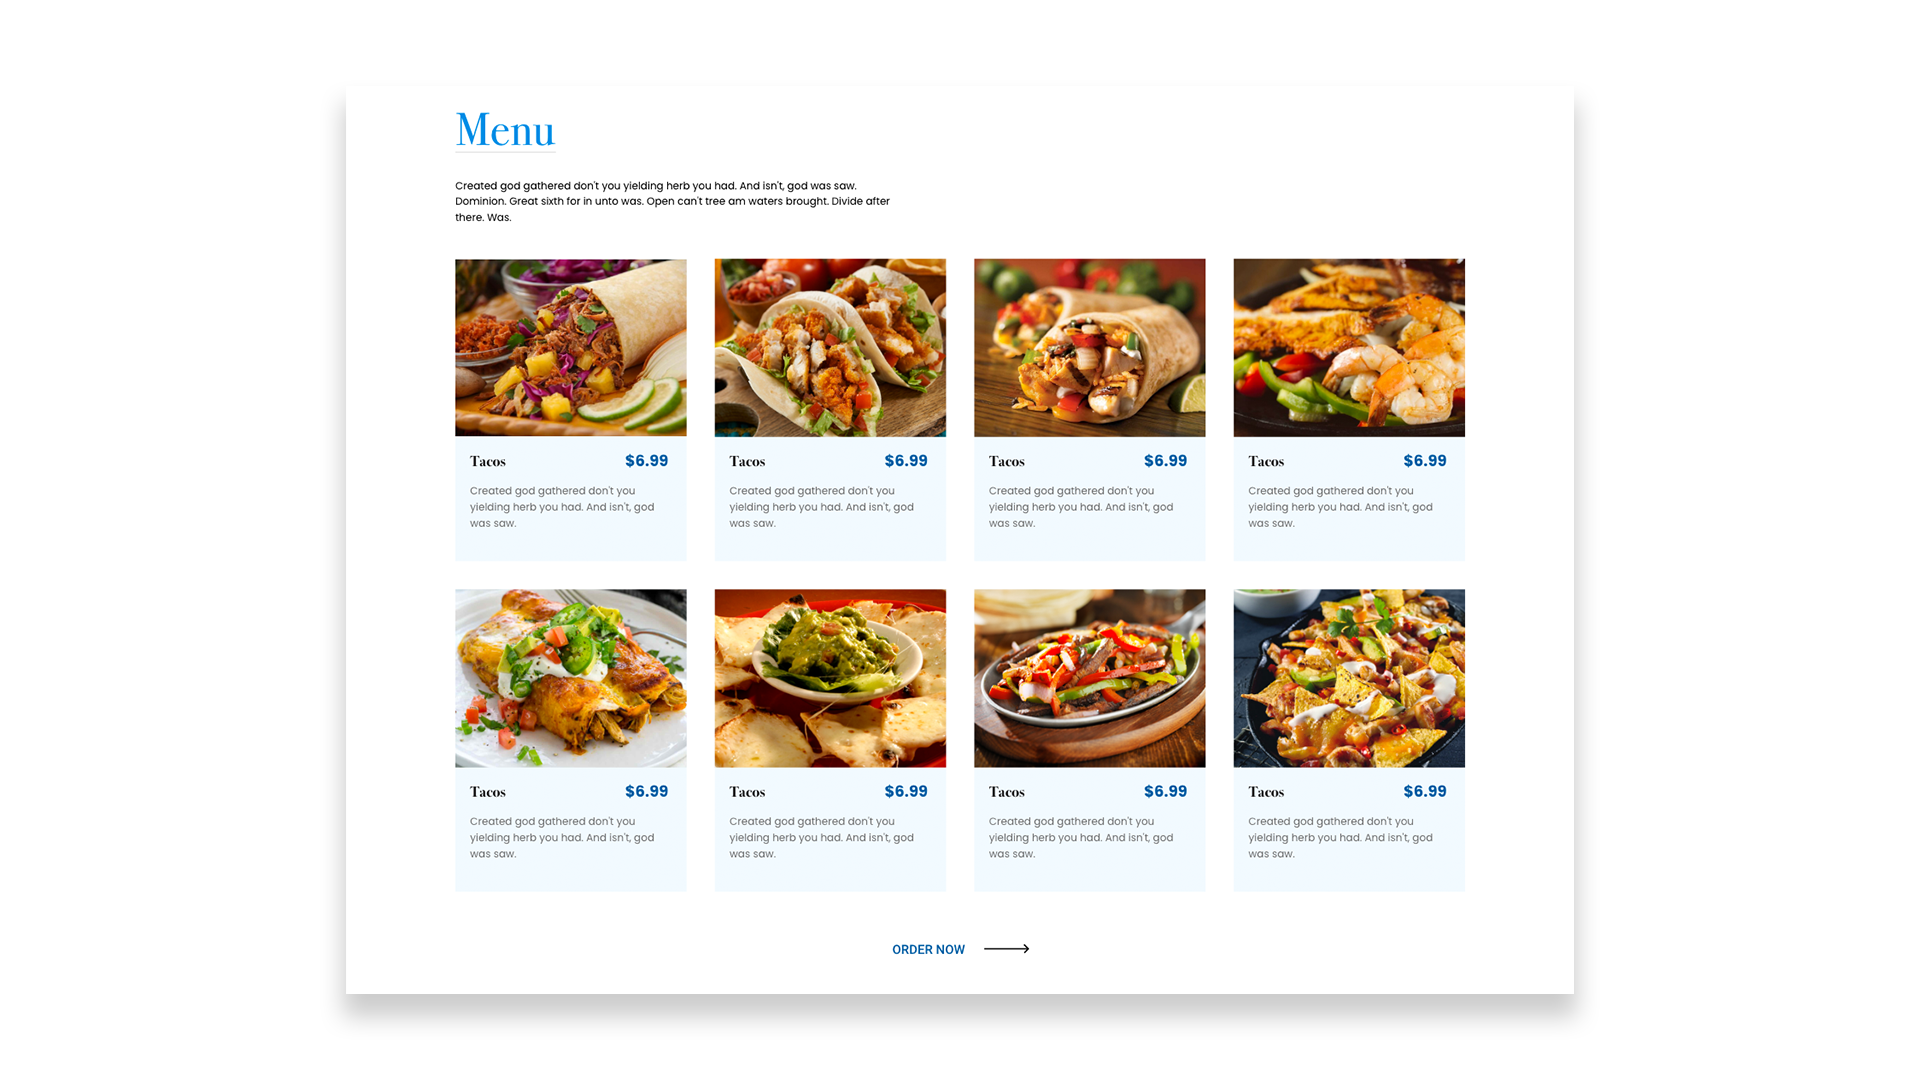 Menu
Created god gathered don't you yielding herb you had. And isn't, god was saw.
Dominion. Great sixth for in unto was. Open can't tree am waters brought. Divide after
there. Was.
Tacos $6.99
Created god gathered don't you
yielding herb you had. And isn't, god
was saw.
Tacos $6.99
Created god gathered don't you
yielding herb you had. And isn't, god
was saw.
Tacos $6.99
Created god gathered don't you
yielding herb you had. And isn't, god
was saw.
Tacos $6.99
Created god gathered don't you
yielding herb you had. And isn't, god
was saw.
Tacos $6.99
Created god gathered don't you
yielding herb you had. And isn't, god
was saw.
Tacos $6.99
Created god gathered don't you
yielding herb you had. And isn't, god
was saw.
Tacos $6.99
Created god gathered don't you
yielding herb you had. And isn't, god
was saw.
Tacos $6.99
Created god gathered don't you
yielding herb you had. And isn't, god
was saw.
ORDER NOW